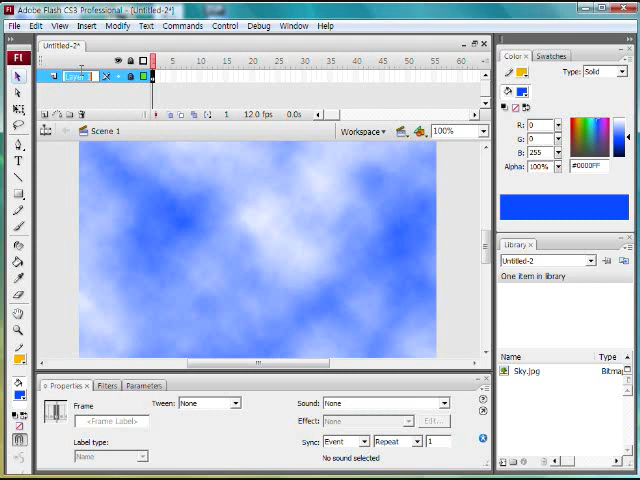 Adobe Flash CS3 Professional - [Untitled-2*]
File Edit View Insert Modify Text Commands Control Debug Window Help
Untitled-2*
Fl
5 10 15 20 25 30 35 40 45 50 55 60
Layer 1
1 12.0 fps 0.0s
Scene 1 Workspace 100%
Color Swatches
Type: Solid
R: 0
G: 0
B: 255
Alpha: 100% #0000FF
Library
Untitled-2
One item in library
Name Type
Sky.jpg Bitmap
Properties Filters Parameters
Frame Tween: None Sound: None
<Frame Label> Effect: None Edit...
Label type: Sync: Event Repeat 1
Name No sound selected